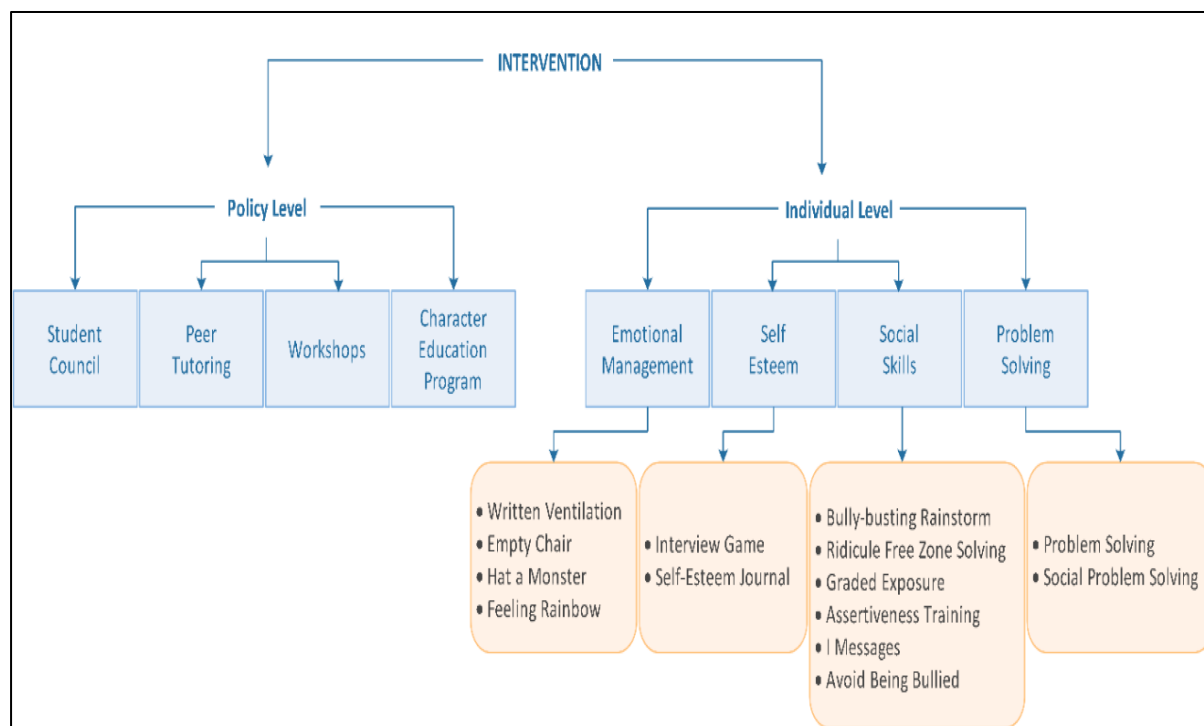 INTERVENTION
Policy Level
Individual Level
Student
Council
Peer
Tutoring
Workshops
Character
Education
Program
Emotional
Management
Self
Esteem
Social
Skills
Problem
Solving
• Written Ventilation
• Empty Chair
• Hat a Monster
• Feeling Rainbow
• Interview Game
• Self-Esteem Journal
• Bully-busting Rainstorm
• Ridicule Free Zone Solving
• Graded Exposure
• Assertiveness Training
• I Messages
• Avoid Being Bullied
• Problem Solving
• Social Problem Solving